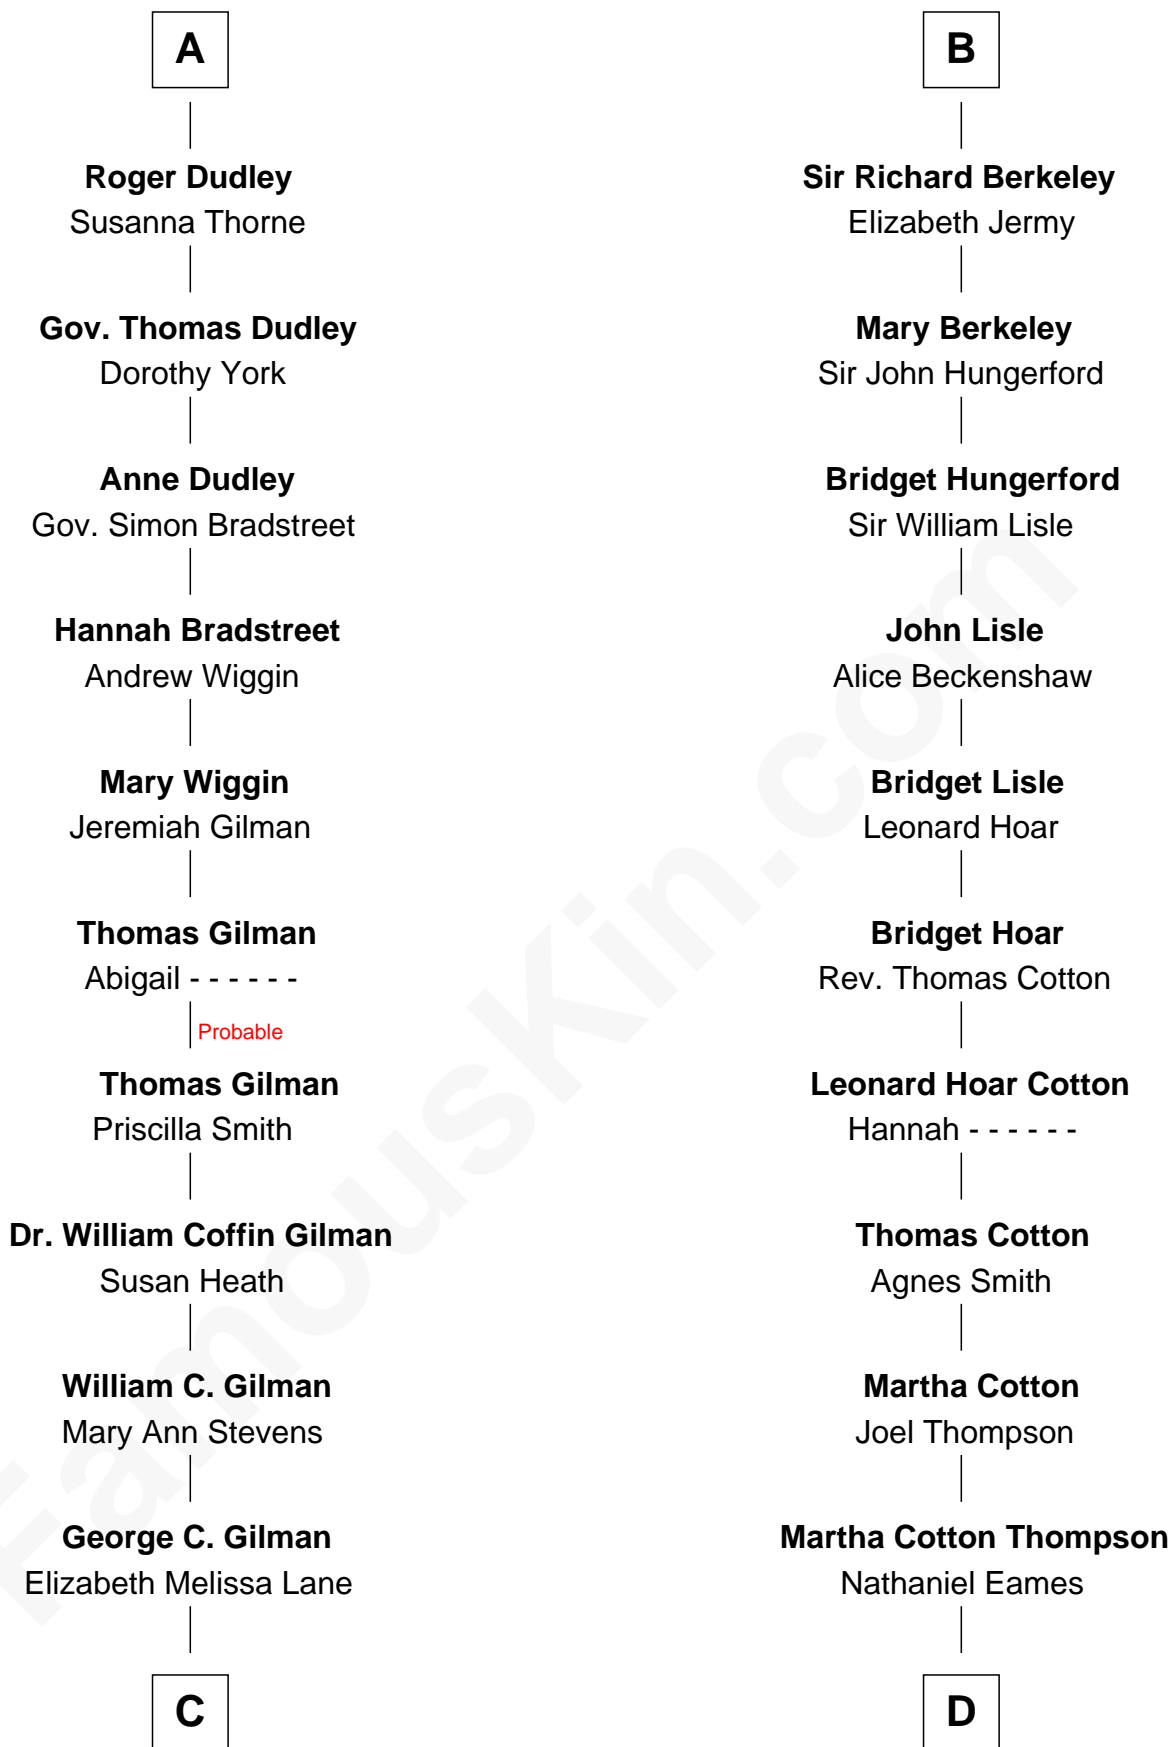 A
Roger Dudley
Susanna Thorne
Gov. Thomas Dudley
Dorothy York
Anne Dudley
Gov. Simon Bradstreet
Hannah Bradstreet
Andrew Wiggin
Mary Wiggin
Jeremiah Gilman
Thomas Gilman
Abigail - - - - - -
Probable
Thomas Gilman
Priscilla Smith
Dr. William Coffin Gilman
Susan Heath
William C. Gilman
Mary Ann Stevens
George C. Gilman
Elizabeth Melissa Lane
C
B
Sir Richard Berkeley
Elizabeth Jermy
Mary Berkeley
Sir John Hungerford
Bridget Hungerford
Sir William Lisle
John Lisle
Alice Beckenshaw
Bridget Lisle
Leonard Hoar
Bridget Hoar
Rev. Thomas Cotton
Leonard Hoar Cotton
Hannah - - - - - -
Thomas Cotton
Agnes Smith
Martha Cotton
Joel Thompson
Martha Cotton Thompson
Nathaniel Eames
D
FamousKin.com